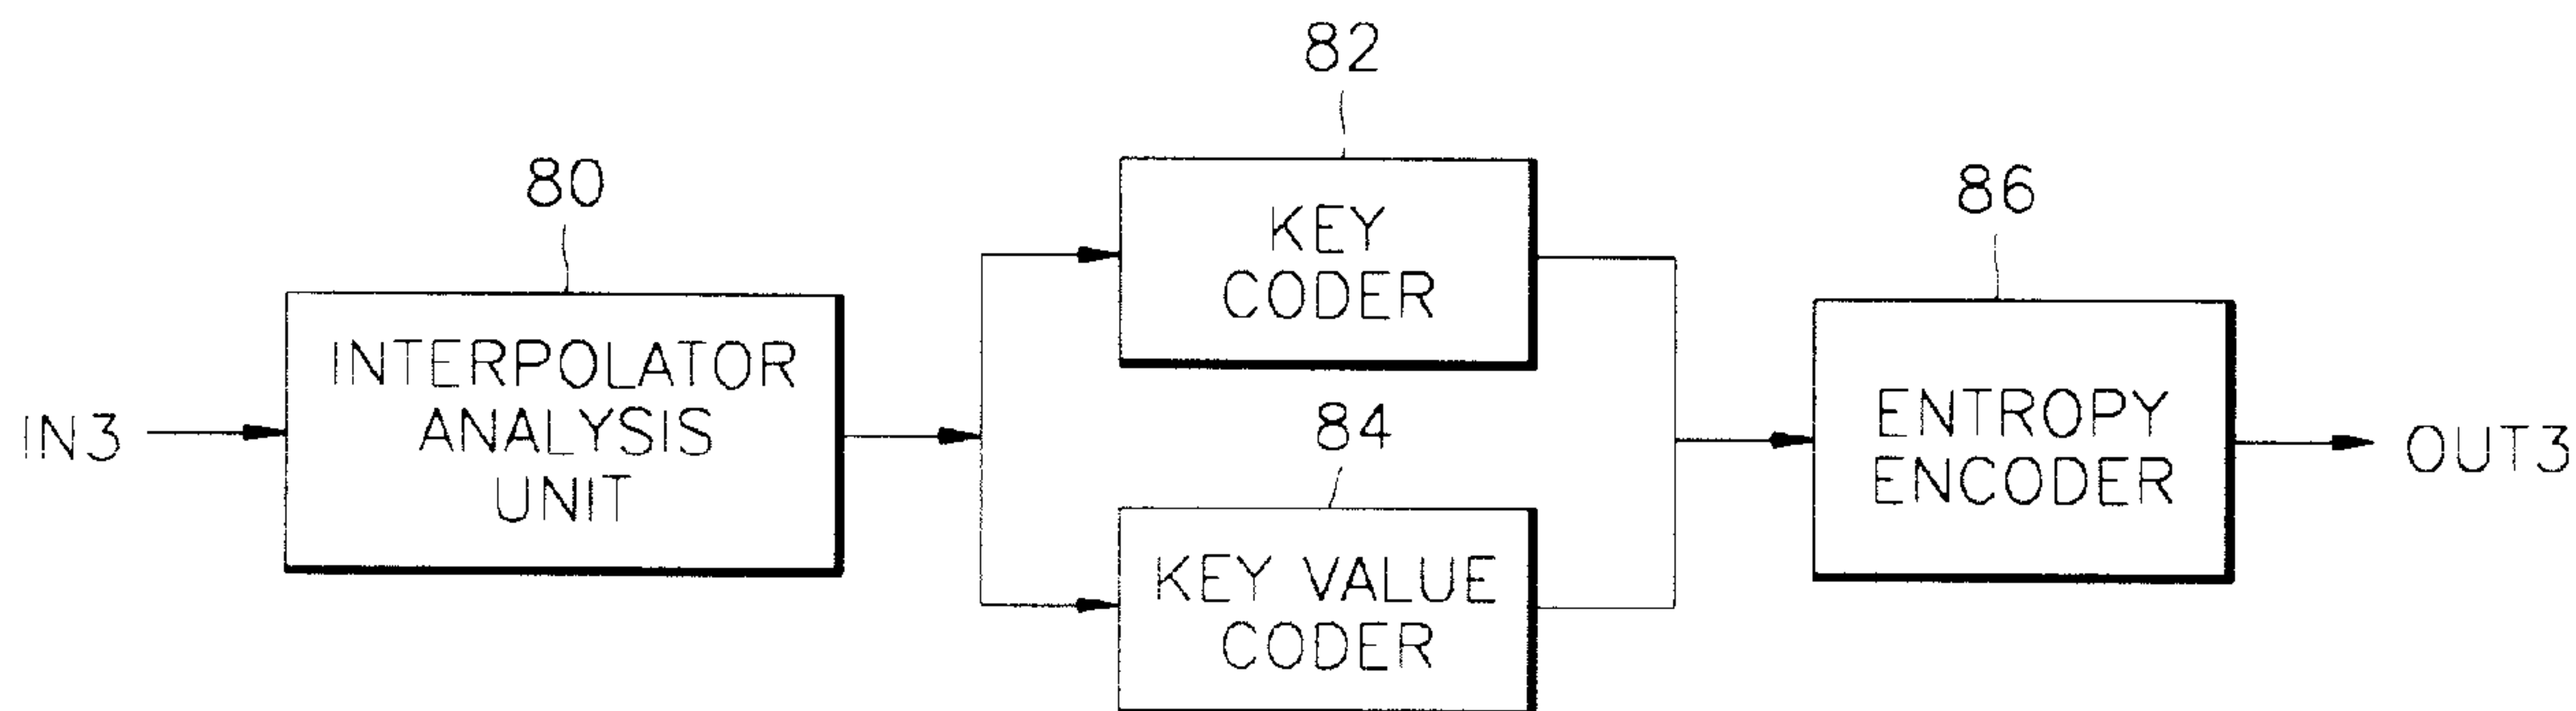 82
80
KEY
CODER
86
INTERPOLATOR
ANALYSIS
UNIT
IN3
84
ENTROPY
ENCODER
OUT3
KEY VALUE
CODER